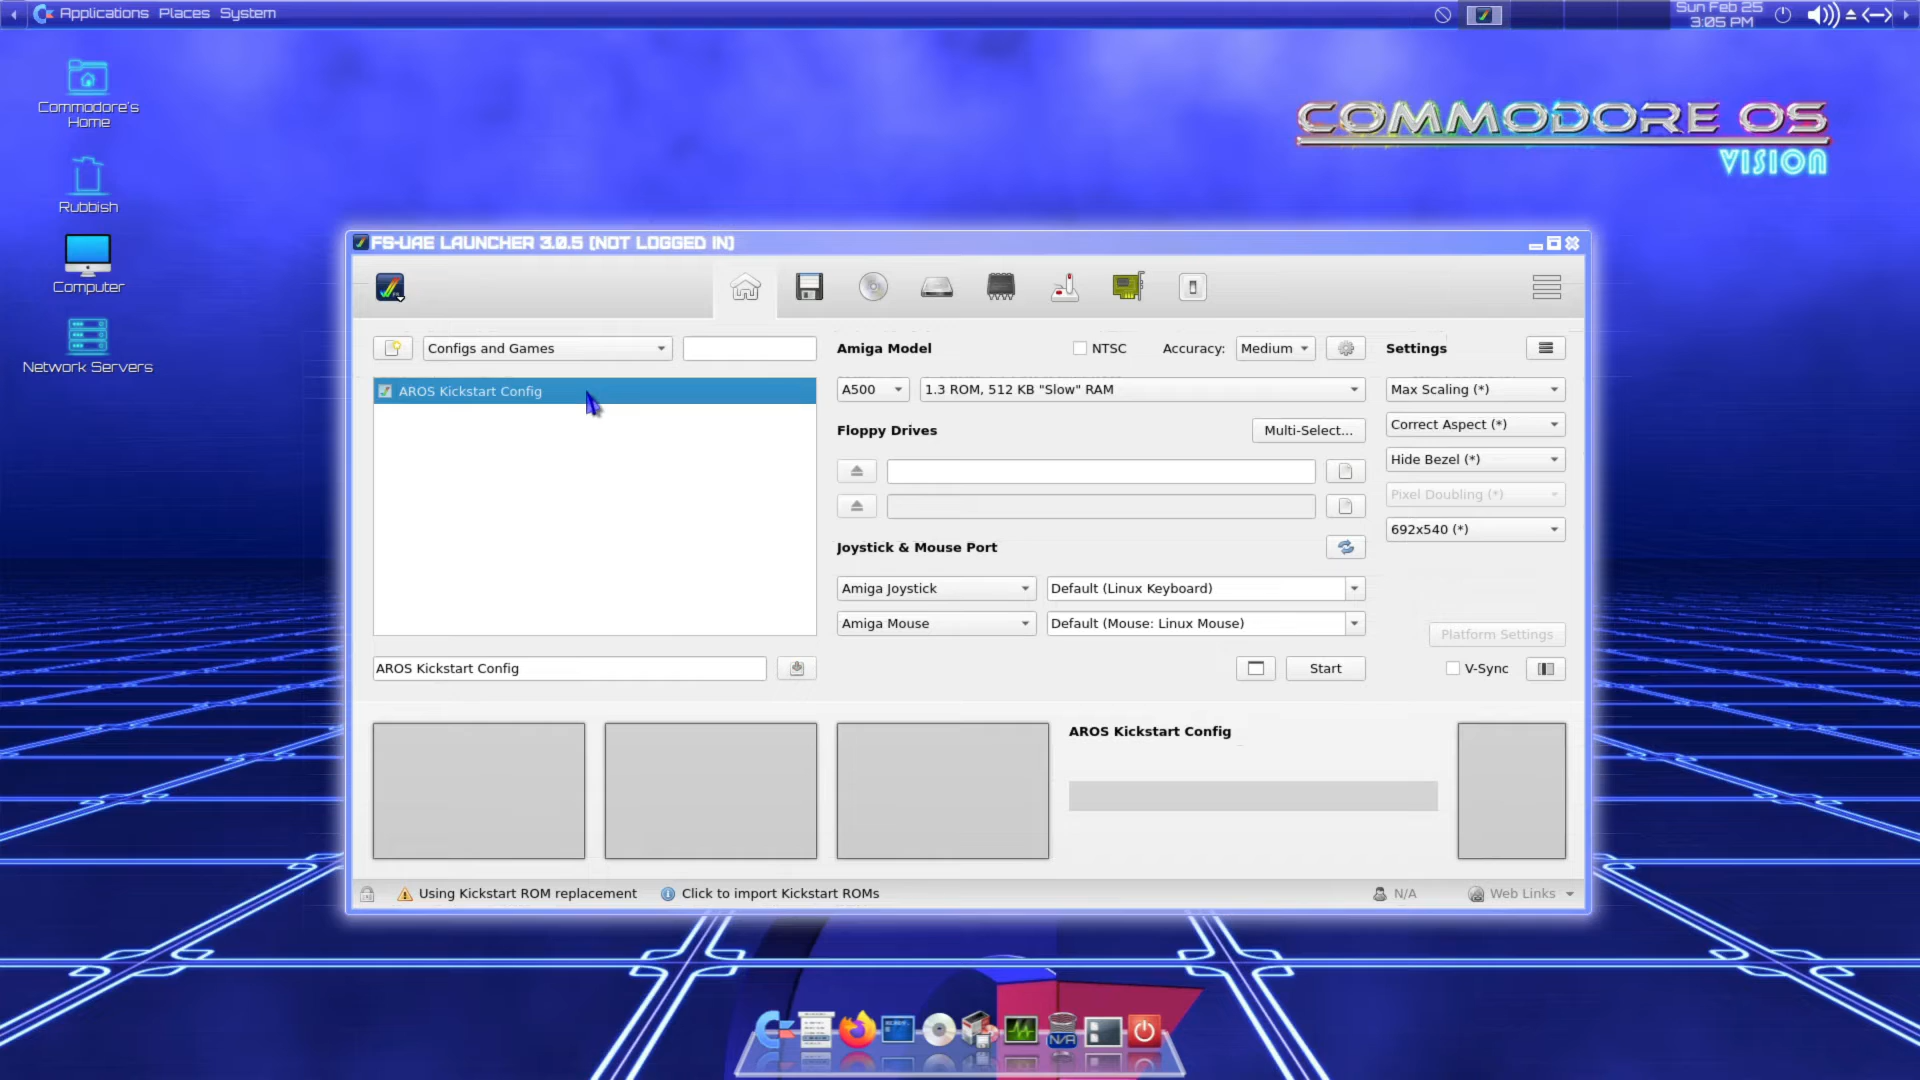 Applications Places System
Sun Feb 25
3:05 PM
Commodore's
Home
Rubbish
Computer
Network Servers
COMMODORE OS
VISION
FS-UAE LAUNCHER 3.0.5 (NOT LOGGED IN)
Configs and Games
Amiga Model
NTSC
Accuracy:
Medium
Settings
AROS Kickstart Config
A500
1.3 ROM, 512 KB "Slow" RAM
Max Scaling (*)
Floppy Drives
Multi-Select...
Correct Aspect (*)
Hide Bezel (*)
Pixel Doubling (*)
692x540 (*)
Joystick & Mouse Port
Amiga Joystick
Default (Linux Keyboard)
Amiga Mouse
Default (Mouse: Linux Mouse)
Platform Settings
AROS Kickstart Config
Start
V-Sync
AROS Kickstart Config
Using Kickstart ROM replacement
Click to import Kickstart ROMs
N/A
Web Links
N/A